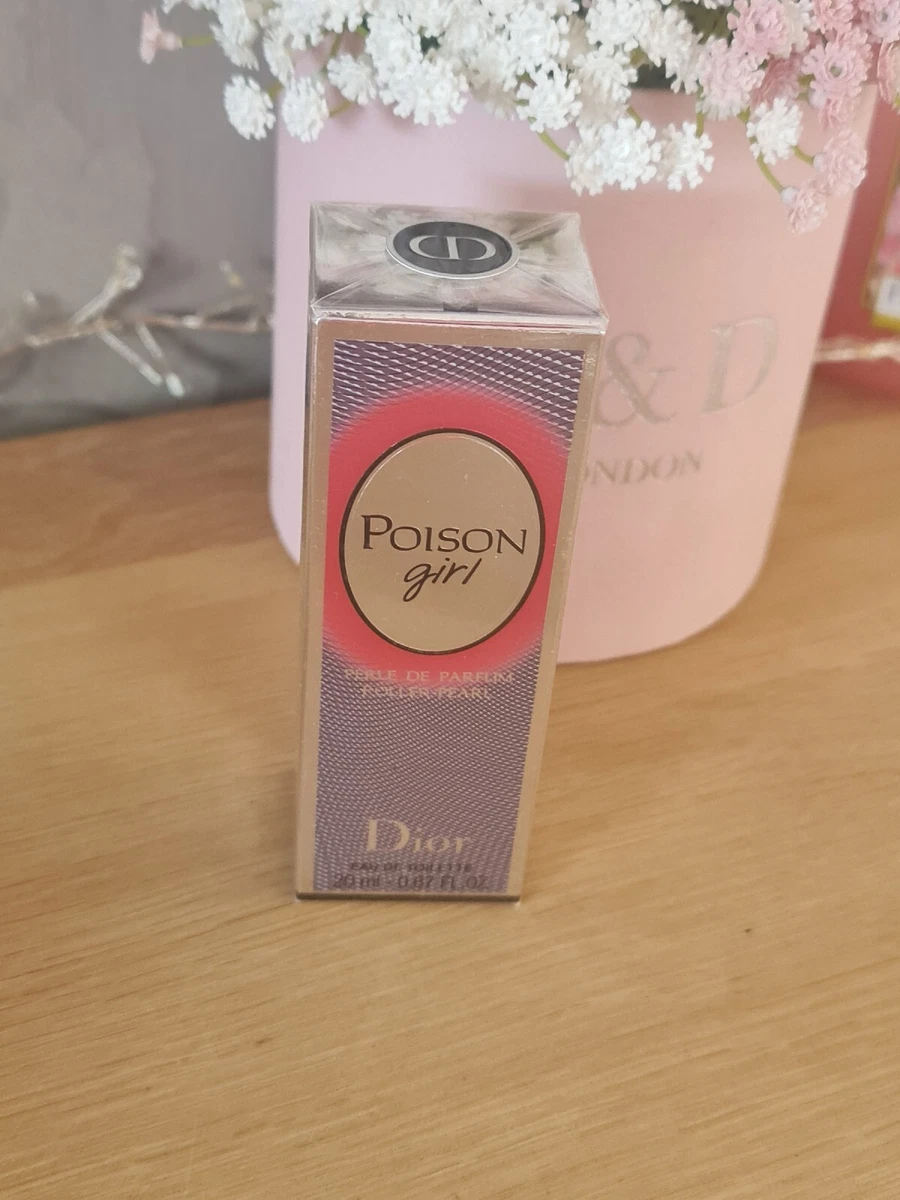 CD
& D
ONDON
POISON
girl
PERLE DE PARFUM
ROLLER-PEARL
Dior
EAU DE TOILETTE
20 ml - 0.67 FL.OZ.